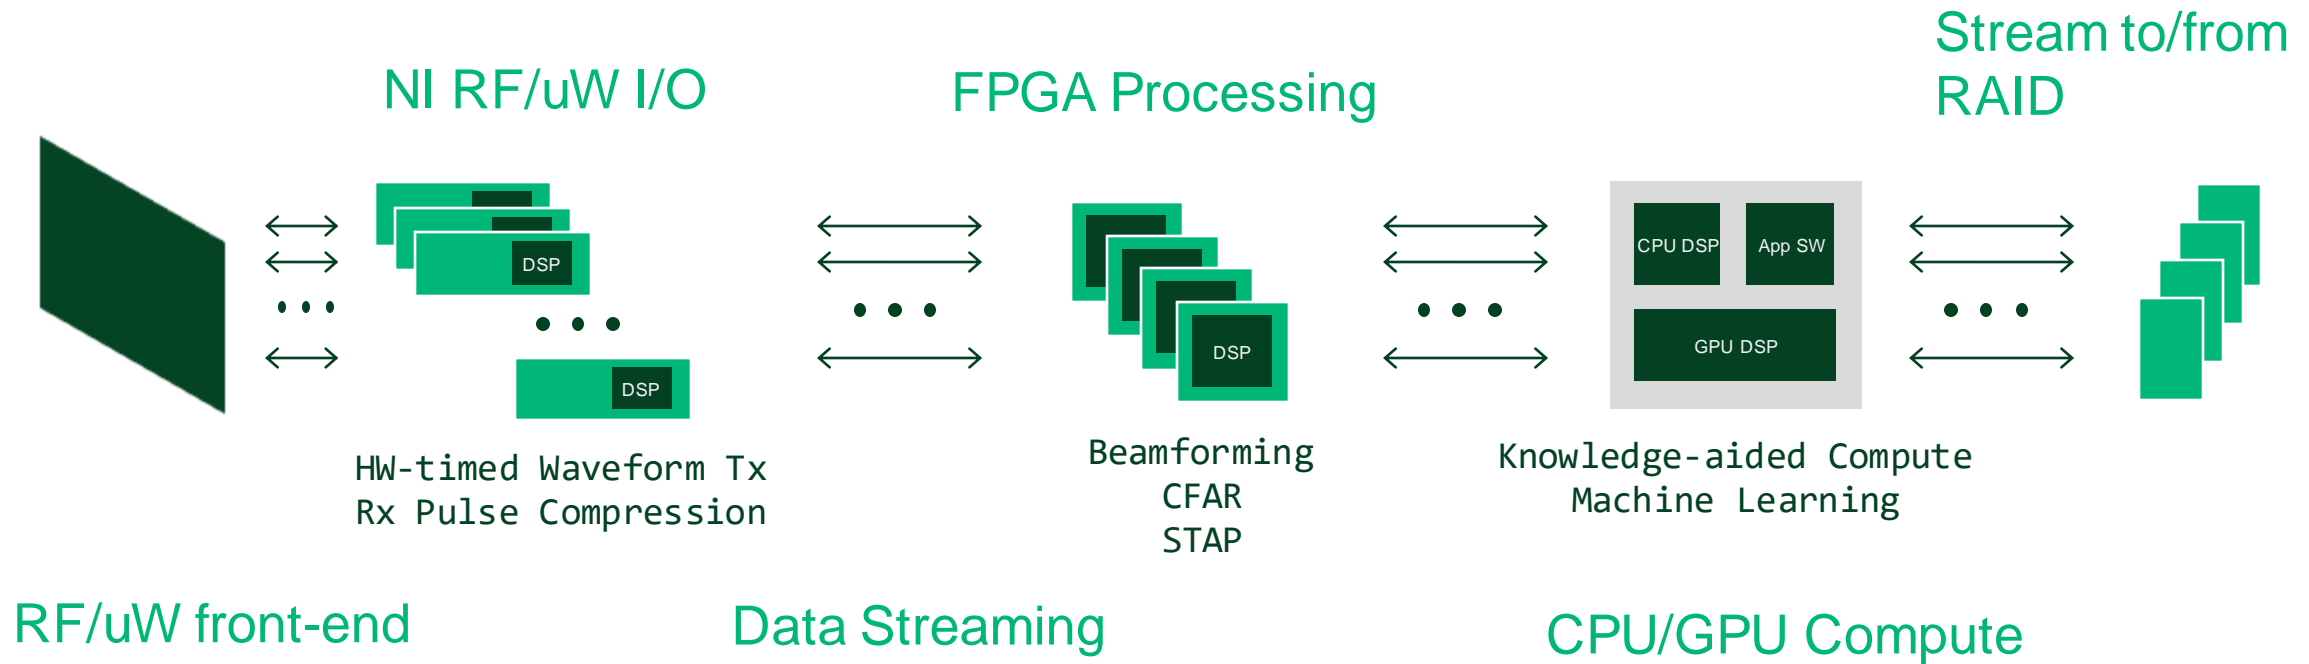 Stream to/from
RAID
NI RF/uW I/O
FPGA Processing
DSP
DSP
DSP
CPU DSP
App SW
GPU DSP
HW-timed Waveform Tx
Rx Pulse Compression
Beamforming
CFAR
STAP
Knowledge-aided Compute
Machine Learning
RF/uW front-end
Data Streaming
CPU/GPU Compute